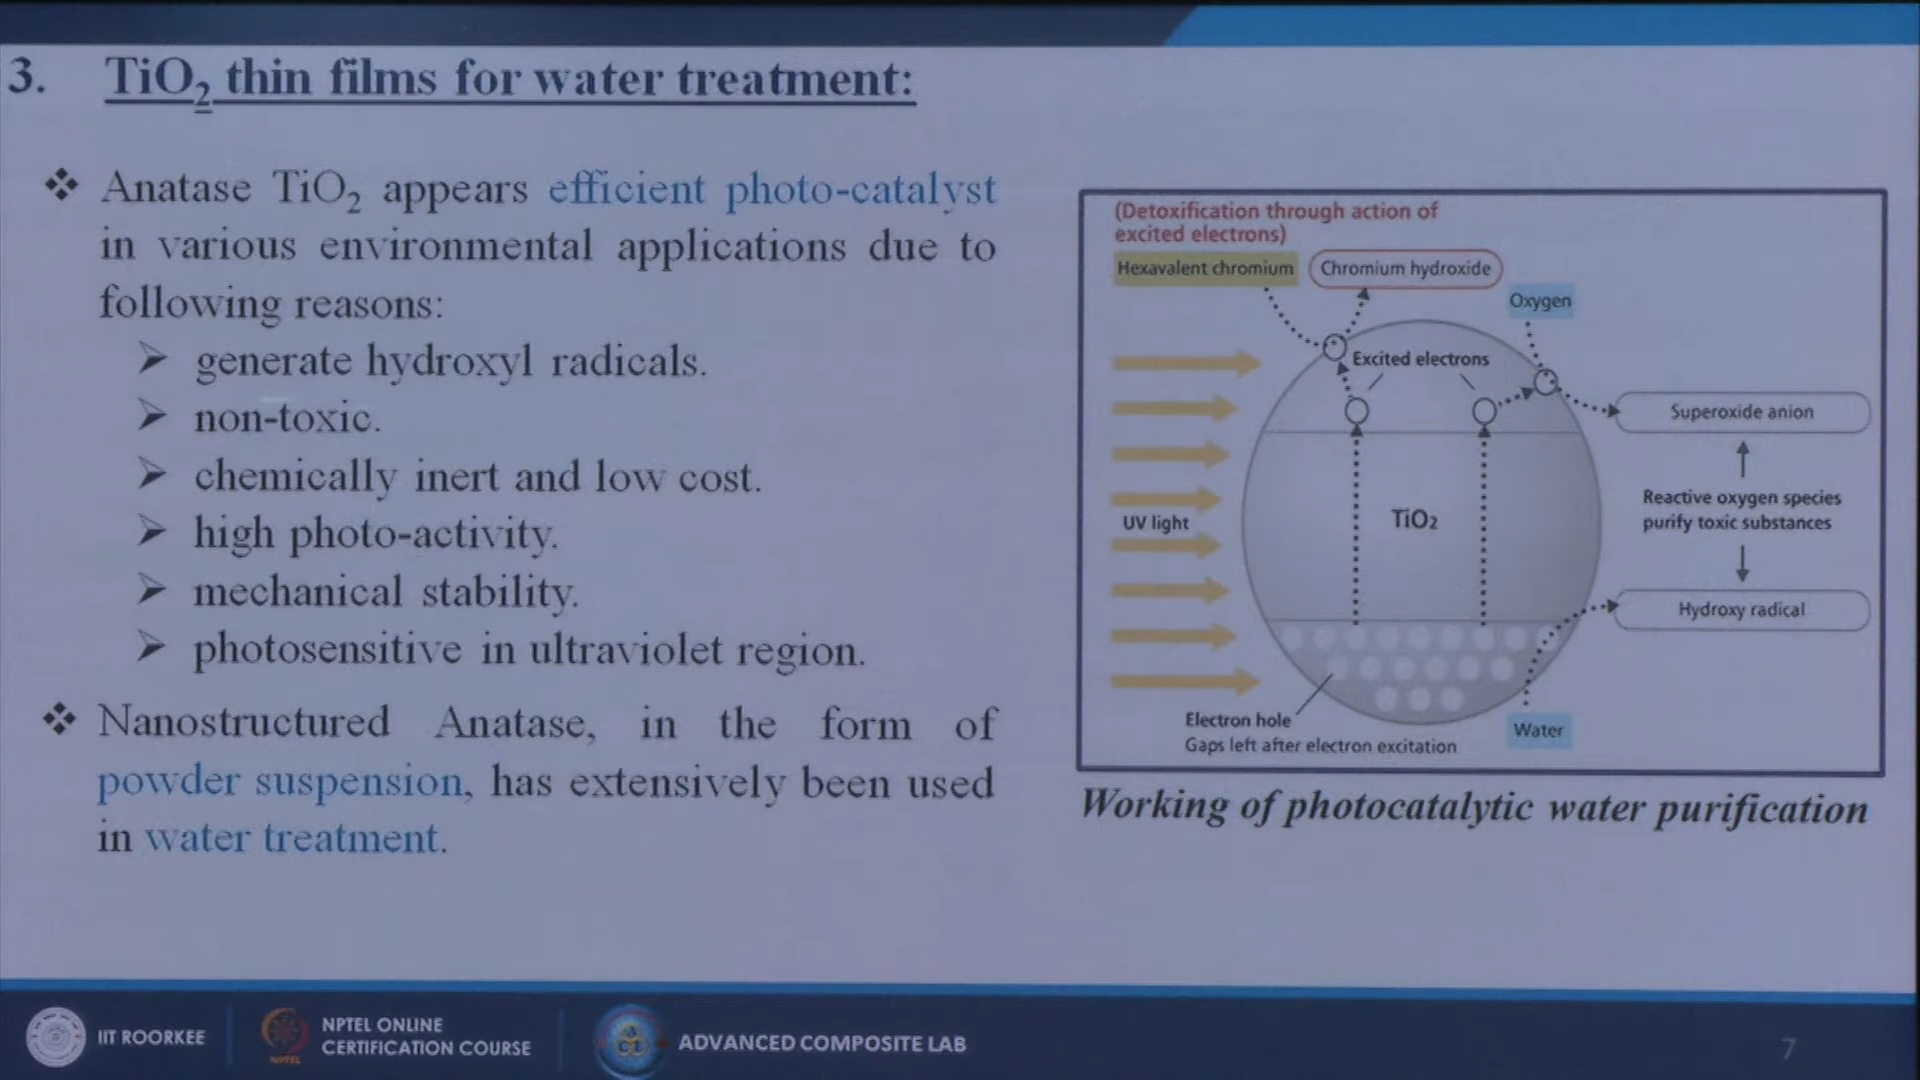 3. TiO₂ thin films for water treatment:
❖ Anatase TiO₂ appears efficient photo-catalyst
in various environmental applications due to
following reasons:
➢ generate hydroxyl radicals.
➢ non-toxic.
➢ chemically inert and low cost.
➢ high photo-activity.
➢ mechanical stability.
➢ photosensitive in ultraviolet region.
❖ Nanostructured Anatase, in the form of
powder suspension, has extensively been used
in water treatment.
(Detoxification through action of
excited electrons)
Hexavalent chromium
Chromium hydroxide
Oxygen
Excited electrons
Superoxide anion
Reactive oxygen species
purify toxic substances
UV light
TiO₂
Hydroxy radical
Electron hole
Gaps left after electron excitation
Water
Working of photocatalytic water purification
IIT ROORKEE
NPTEL
NPTEL ONLINE
CERTIFICATION COURSE
ACL
ADVANCED COMPOSITE LAB
7